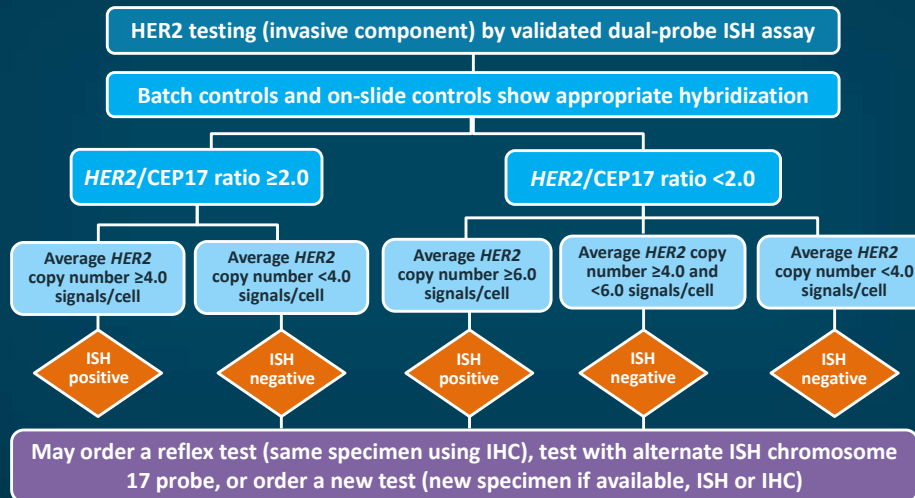 HER2 testing (invasive component) by validated dual-probe ISH assay
Batch controls and on-slide controls show appropriate hybridization
HER2/CEP17 ratio ≥2.0
HER2/CEP17 ratio <2.0
Average HER2
copy number ≥4.0
signals/cell
Average HER2
copy number <4.0
signals/cell
Average HER2
copy number ≥6.0
signals/cell
Average HER2 copy
number ≥4.0 and
<6.0 signals/cell
Average HER2
copy number <4.0
signals/cell
ISH
positive
ISH
negative
ISH
positive
ISH
negative
ISH
negative
May order a reflex test (same specimen using IHC), test with alternate ISH chromosome
17 probe, or order a new test (new specimen if available, ISH or IHC)